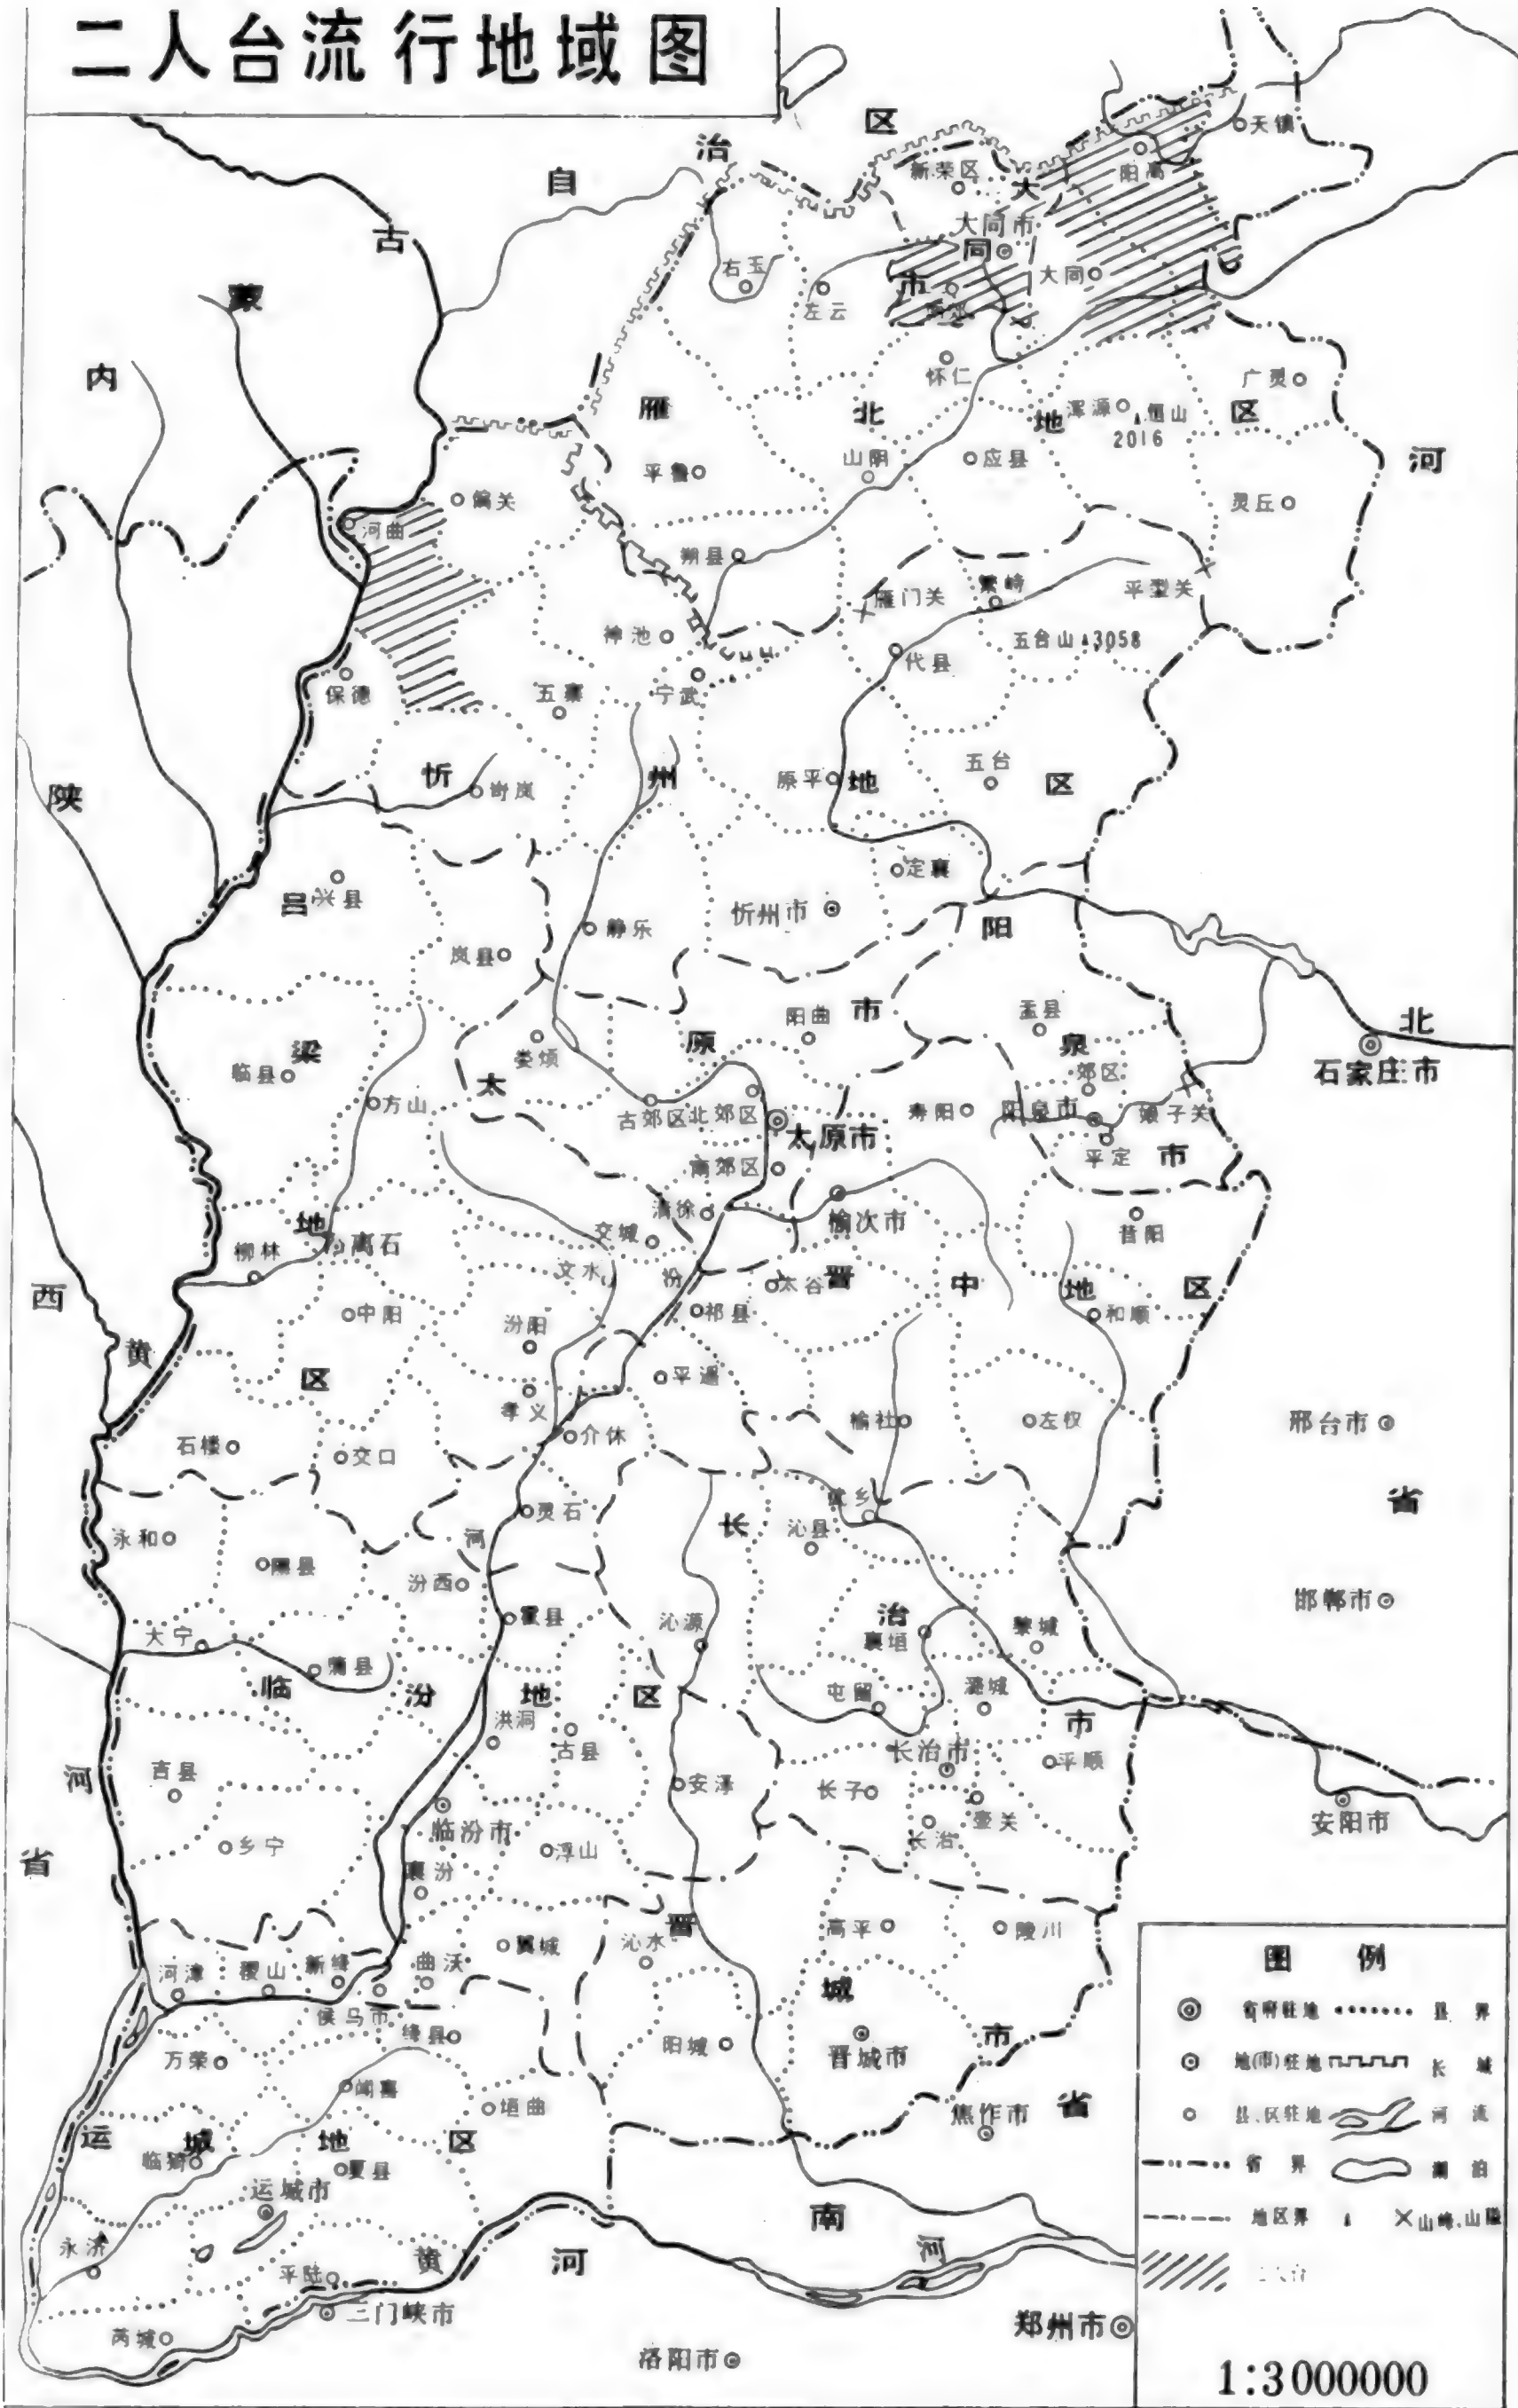 二人台流行地域图
区
治
自
古
蒙
内
天镇
阳高
新荣区
大
大同市
同
大同
市
右玉
左云
怀仁
广灵
雁
北
地
浑源
恒山
2016
区
河
平鲁
山阴
应县
灵丘
偏关
河曲
朔县
雁门关
繁峙
平型关
神池
代县
五台山
3058
保德
五寨
宁武
忻
州
地
区
岢岚
原平
五台
陕
定襄
吕
兴县
静乐
忻州市
阳
岚县
阳曲
市
盂县
北
梁
原
泉
石家庄市
临县
娄烦
太
郊区
方山
古郊区
北郊区
太原市
寿阳
阳泉市
娘子关
平定
市
南郊区
清徐
榆次市
地
离石
柳林
交城
昔阳
西
文水
汾
太谷
晋
中
地
区
中阳
汾阳
祁县
和顺
黄
区
平遥
孝义
介休
榆社
左权
邢台市
石楼
交口
省
灵石
武乡
长
沁县
永和
隰县
河
汾西
邯郸市
霍县
沁源
治
襄垣
黎城
大宁
蒲县
临
汾
地
区
屯留
潞城
洪洞
市
古县
长治市
平顺
河
吉县
安泽
长子
壶关
安阳市
临汾市
长治
省
乡宁
襄汾
浮山
晋
高平
陵川
河津
稷山
新绛
曲沃
翼城
沁水
城
侯马市
绛县
万荣
阳城
晋城市
市
闻喜
垣曲
焦作市
省
运
城
地
区
临猗
夏县
运城市
南
永济
黄
河
河
平陆
三门峡市
芮城
洛阳市
郑州市
图例
省府驻地
县界
地(市)驻地
长城
县、区驻地
河流
省界
湖泊
地区界
山峰、山隘
二人台
1:3000000